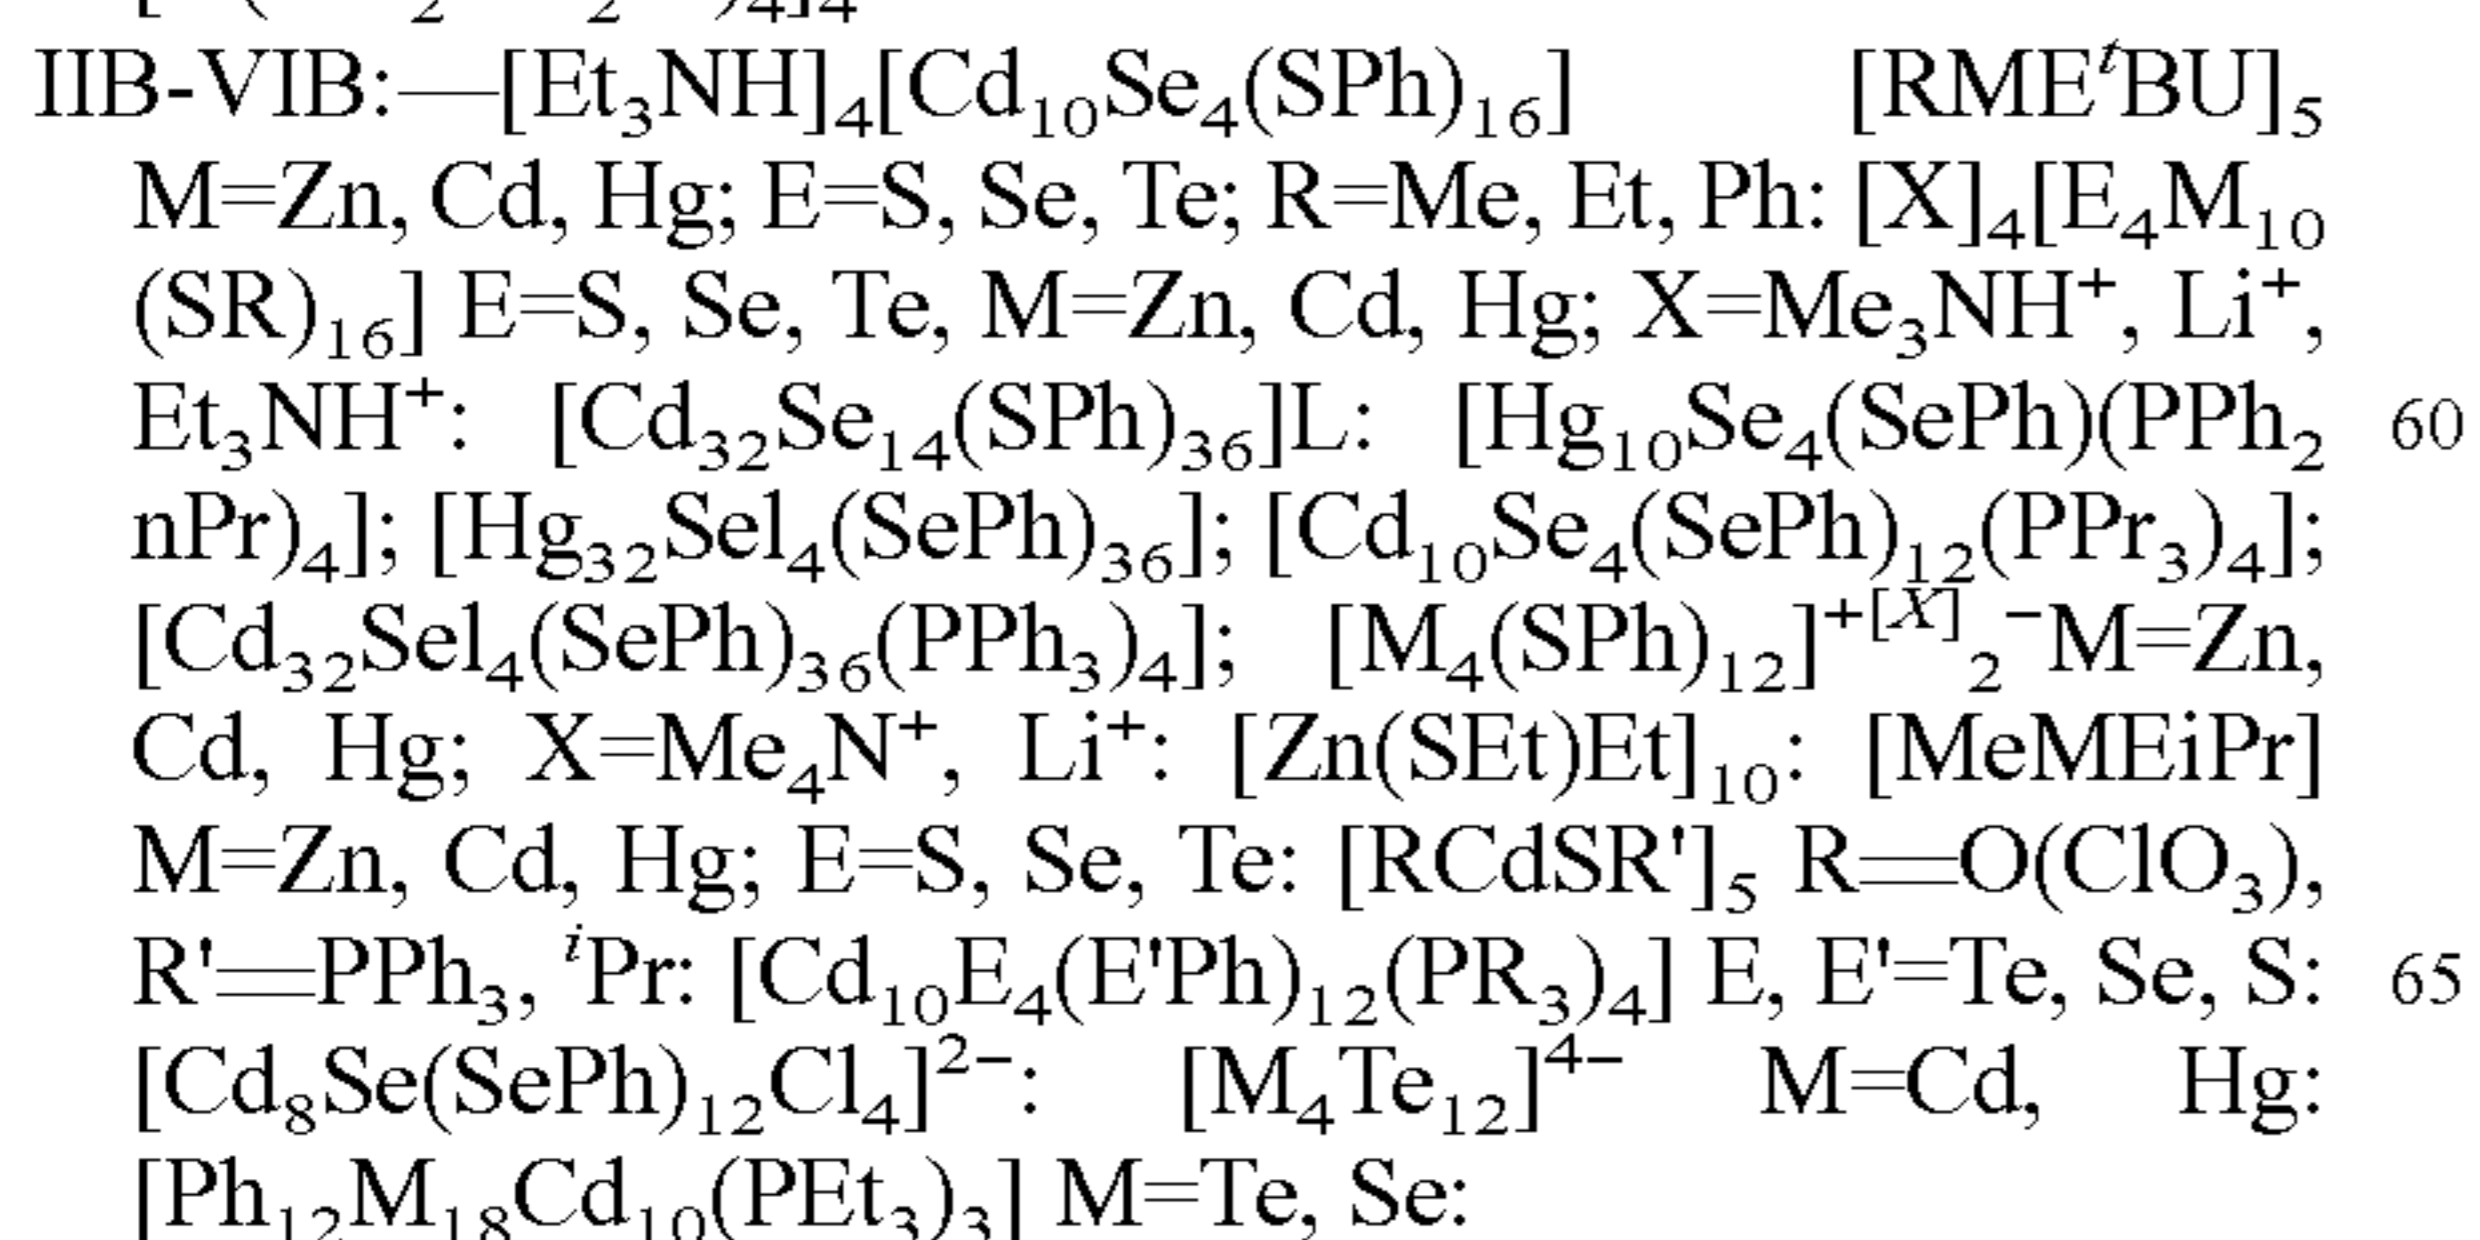 IIB-VIB:—[Et₃NH]₄[Cd₁₀Se₄(SPh)₁₆] [RMEᵗBU]₅
M=Zn, Cd, Hg; E=S, Se, Te; R=Me, Et, Ph: [X]₄[E₄M₁₀
(SR)₁₆] E=S, Se, Te, M=Zn, Cd, Hg; X=Me₃NH⁺, Li⁺,
Et₃NH⁺: [Cd₃₂Se₁₄(SPh)₃₆]L: [Hg₁₀Se₄(SePh)(PPh₂ 60
nPr)₄]; [Hg₃₂Sel₄(SePh)₃₆]; [Cd₁₀Se₄(SePh)₁₂(PPr₃)₄];
[Cd₃₂Sel₄(SePh)₃₆(PPh₃)₄]; [M₄(SPh)₁₂]⁺[X]₂⁻M=Zn,
Cd, Hg; X=Me₄N⁺, Li⁺: [Zn(SEt)Et]₁₀: [MeMEiPr]
M=Zn, Cd, Hg; E=S, Se, Te: [RCdSR']₅ R═O(ClO₃),
R'═PPh₃, ⁱPr: [Cd₁₀E₄(E'Ph)₁₂(PR₃)₄] E, E'=Te, Se, S: 65
[Cd₈Se(SePh)₁₂Cl₄]²⁻: [M₄Te₁₂]⁴⁻ M=Cd, Hg:
[Ph₁₂M₁₈Cd₁₀(PEt₃)₃] M=Te, Se: